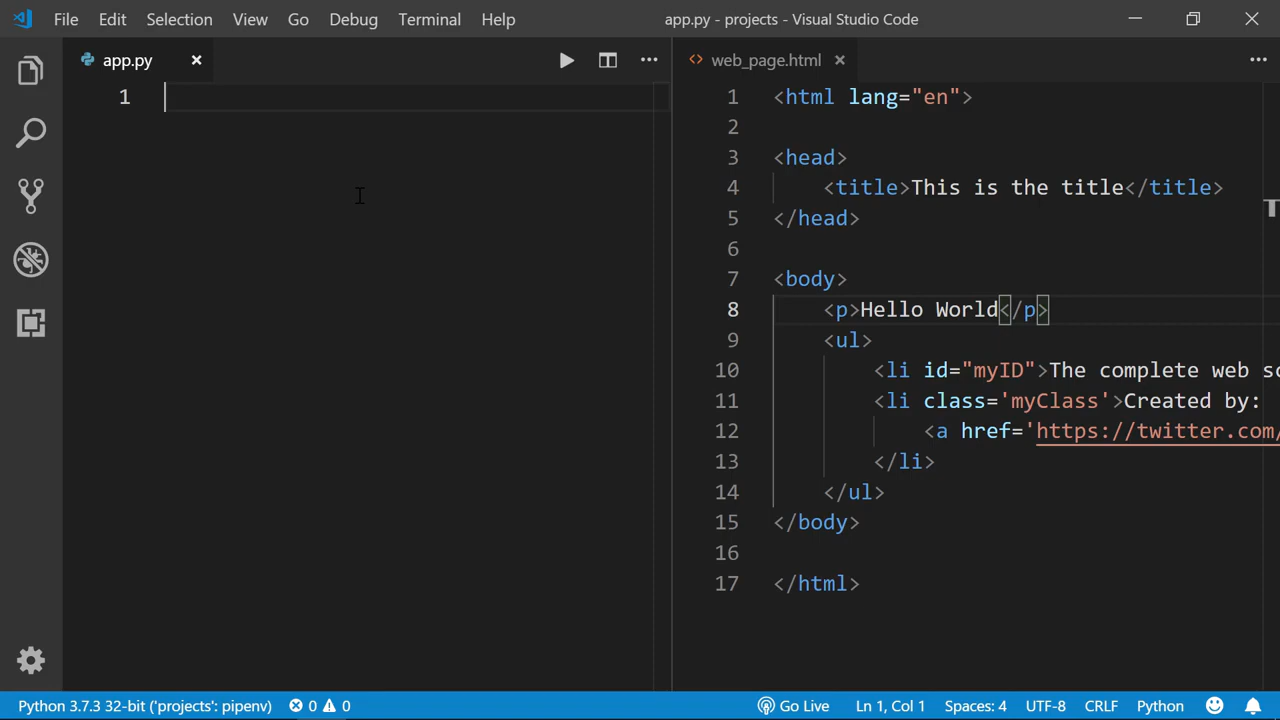 File Edit Selection View Go Debug Terminal Help app.py - projects - Visual Studio Code
app.py
1
web_page.html
1 <html lang="en">
2
3 <head>
4 <title>This is the title</title>
5 </head>
6
7 <body>
8 <p>Hello World</p>
9 <ul>
10 <li id="myID">The complete web sc
11 <li class='myClass'>Created by:
12 <a href='https://twitter.com/
13 </li>
14 </ul>
15 </body>
16
17 </html>
Python 3.7.3 32-bit ('projects': pipenv) 0 0 Go Live Ln 1, Col 1 Spaces: 4 UTF-8 CRLF Python